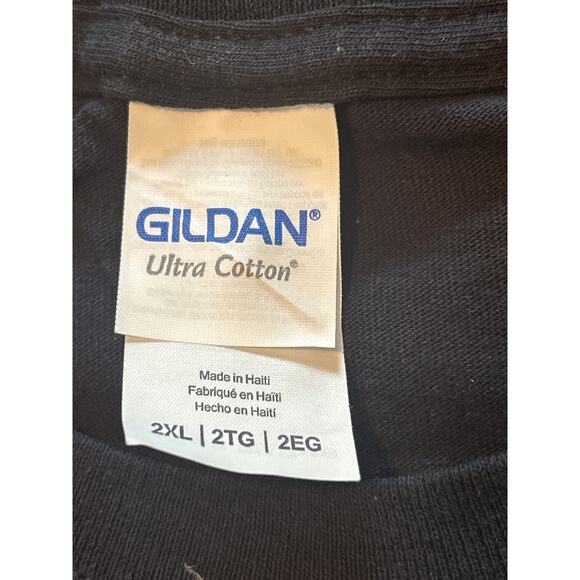 GILDAN®
Ultra Cotton®
Made in Haiti
Fabriqué en Haïti
Hecho en Haití
2XL | 2TG | 2EG